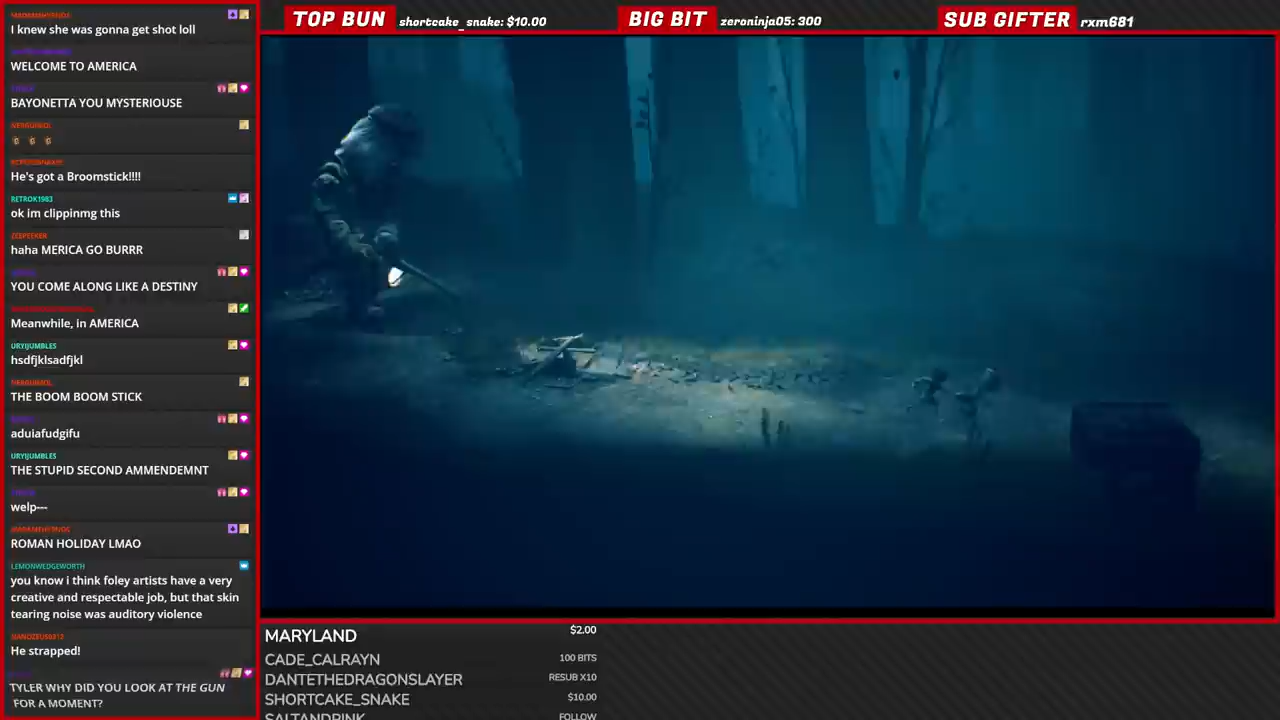 TOP BUN shortcake_snake: $10.00 BIG BIT zeroninja05: 300 SUB GIFTER rxm681
I knew she was gonna get shot loll
WELCOME TO AMERICA
BAYONETTA YOU MYSTERIOUSE
He's got a Broomstick!!!!
RETROK1983
ok im clippinmg this
haha MERICA GO BURRR
YOU COME ALONG LIKE A DESTINY
Meanwhile, in AMERICA
URYIJUMBLES
hsdfjklsadfjkl
THE BOOM BOOM STICK
aduiafudgifu
URYIJUMBLES
THE STUPID SECOND AMMENDEMNT
welp---
ROMAN HOLIDAY LMAO
LEMONWEDGEWORTH
you know i think foley artists have a very
creative and respectable job, but that skin
tearing noise was auditory violence
He strapped!
TYLER WHY DID YOU LOOK AT THE GUN
FOR A MOMENT?
MARYLAND $2.00
CADE_CALRAYN 100 BITS
DANTETHEDRAGONSLAYER RESUB X10
SHORTCAKE_SNAKE $10.00
SALTANDPINK FOLLOW